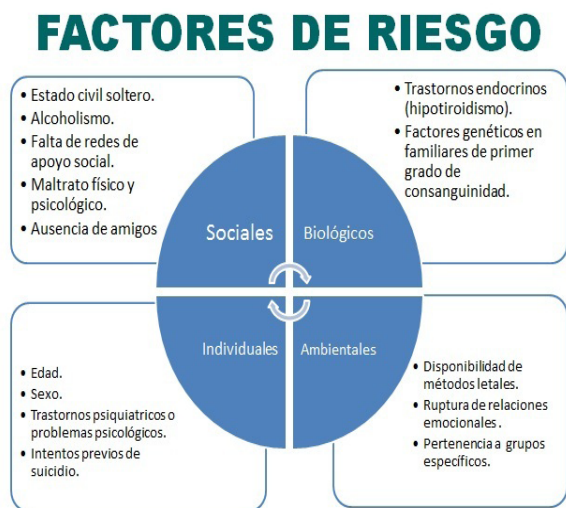 FACTORES DE RIESGO
• Estado civil soltero.
• Alcoholismo.
• Falta de redes de
apoyo social.
• Maltrato físico y
psicológico.
• Ausencia de amigos
• Trastornos endocrinos
(hipotiroidismo).
• Factores genéticos en
familiares de primer
grado de
consanguinidad.
Sociales
Biológicos
Individuales
Ambientales
• Edad.
• Sexo.
• Trastornos psiquiatricos o
problemas psicológicos.
• Intentos previos de
suicidio.
• Disponibilidad de
métodos letales.
• Ruptura de relaciones
emocionales .
• Pertenencia a grupos
específicos.